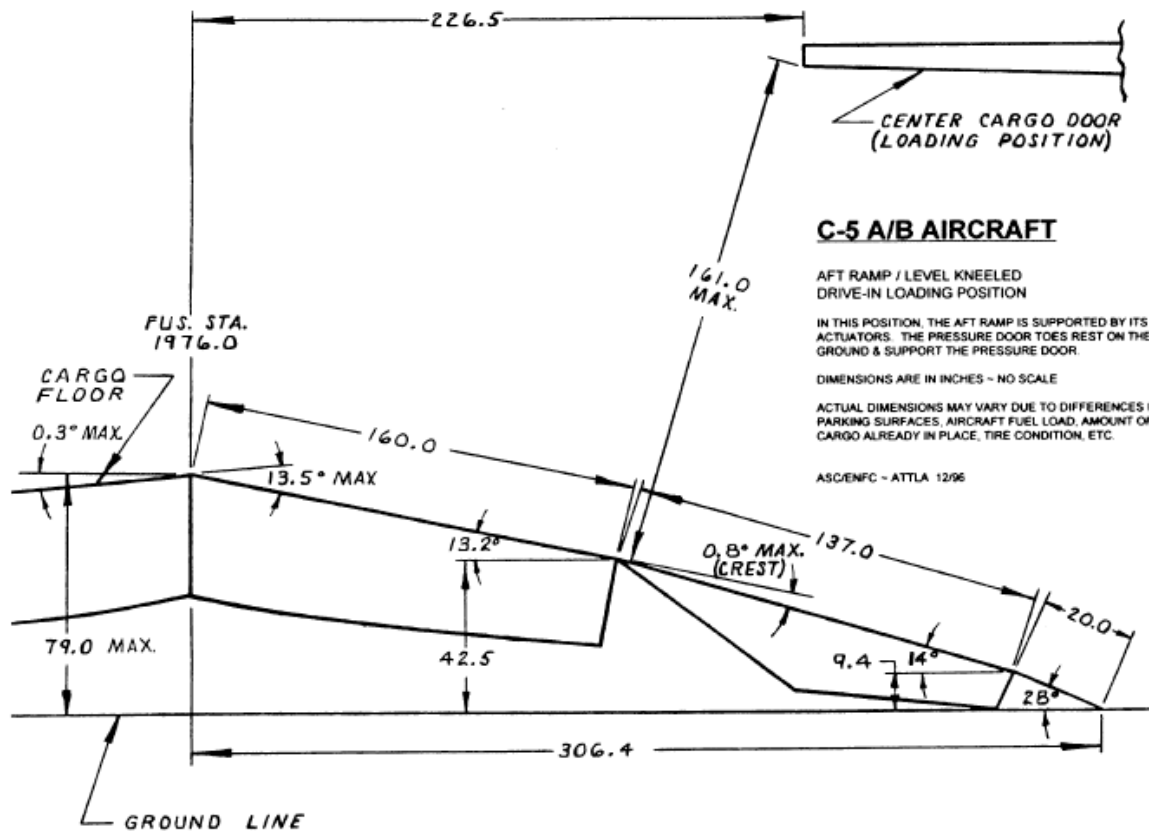 226.5
CENTER CARGO DOOR
(LOADING POSITION)
C-5 A/B AIRCRAFT
AFT RAMP / LEVEL KNEELED
DRIVE-IN LOADING POSITION
161.0
MAX.
FUS. STA.
1976.0
IN THIS POSITION, THE AFT RAMP IS SUPPORTED BY ITS
ACTUATORS. THE PRESSURE DOOR TOES REST ON THE
GROUND & SUPPORT THE PRESSURE DOOR.
DIMENSIONS ARE IN INCHES ~ NO SCALE
ACTUAL DIMENSIONS MAY VARY DUE TO DIFFERENCES
PARKING SURFACES, AIRCRAFT FUEL LOAD, AMOUNT OF
CARGO ALREADY IN PLACE, TIRE CONDITION, ETC.
ASC/ENFC ~ ATTLA 12/96
CARGO
FLOOR
0.3° MAX.
160.0
13.5° MAX
13.2°
0.8° MAX.
(CREST)
137.0
20.0
79.0 MAX.
42.5
9.4
14°
28°
306.4
GROUND LINE